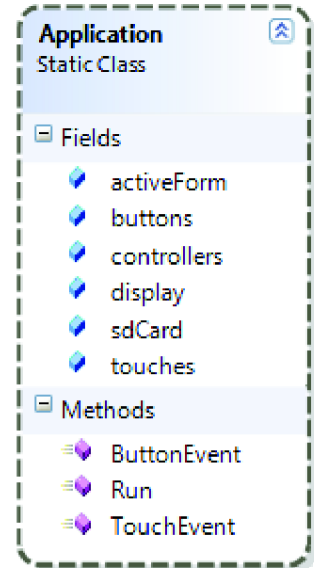 Application
Static Class
Fields
activeForm
buttons
controllers
display
sdCard
touches
Methods
ButtonEvent
Run
TouchEvent